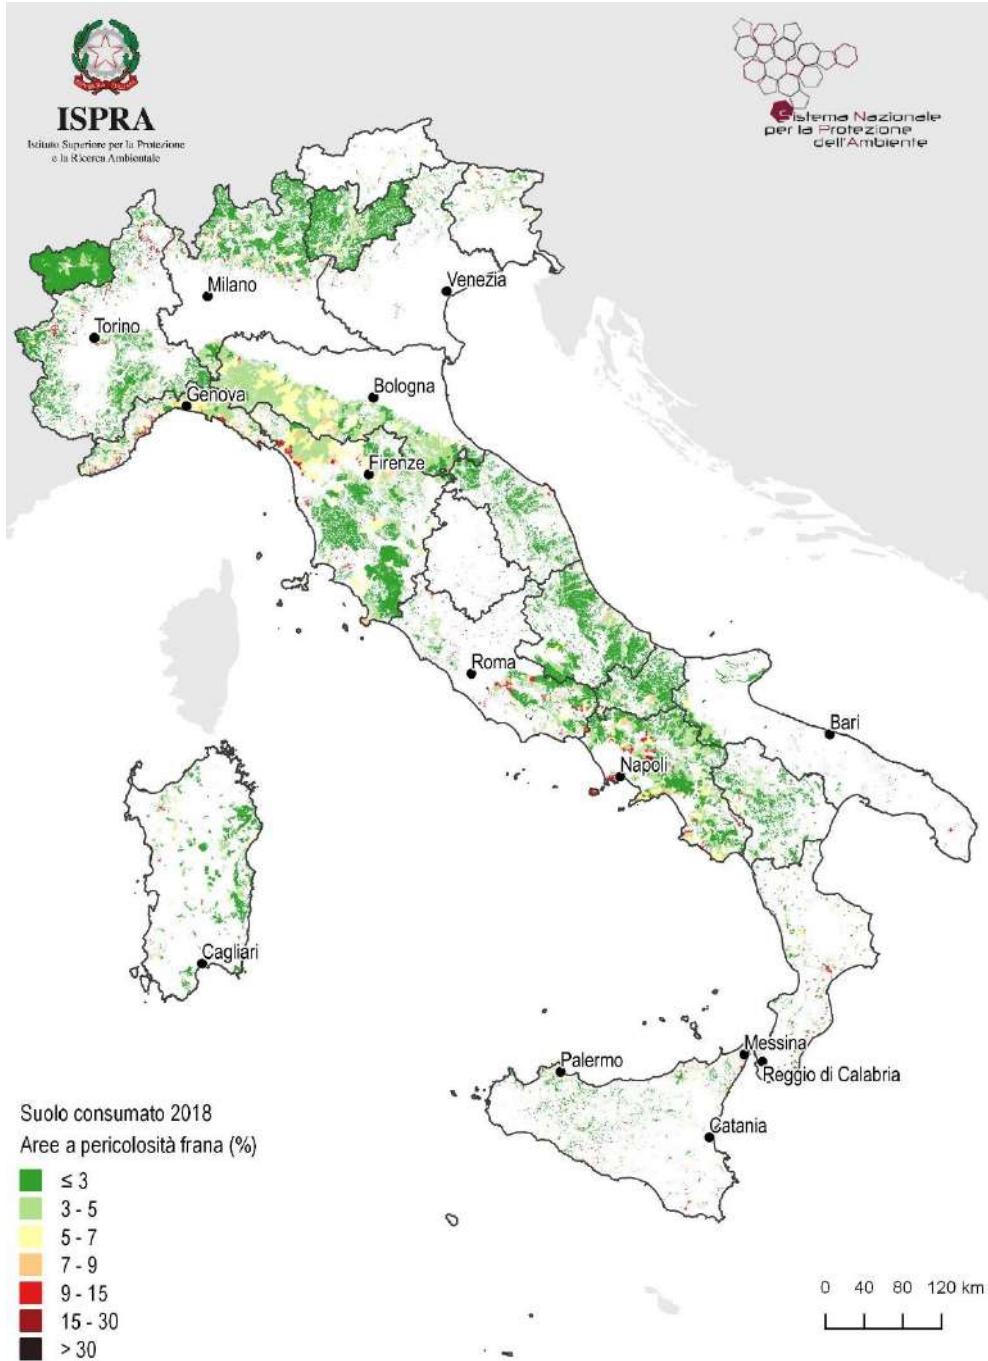 ISPRA
Istituto Superiore per la Protezione
e la Ricerca Ambientale
Sistema Nazionale
per la Protezione
dell'Ambiente
Milano
Venezia
Torino
Genova
Bologna
Firenze
Roma
Bari
Napoli
Cagliari
Messina
Palermo
Reggio di Calabria
Catania
Suolo consumato 2018
Aree a pericolosità frana (%)
≤ 3
3 - 5
5 - 7
7 - 9
9 - 15
15 - 30
> 30
0 40 80 120 km